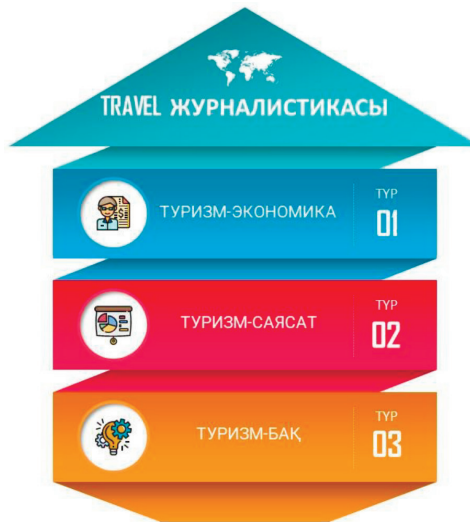 TRAVEL ЖУРНАЛИСТИКАСЫ
ТУРИЗМ-ЭКОНОМИКА
ТҮР
01
ТУРИЗМ-САЯСАТ
ТҮР
02
ТУРИЗМ-БАҚ
ТҮР
03